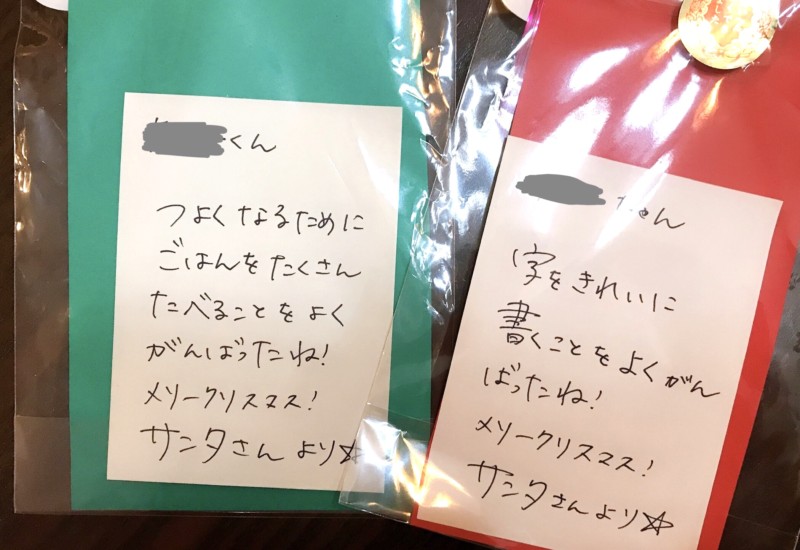 くん
つよくなるために
ごはんをたくさん
たべることをよく
がんばったね!
メリークリスマス!
サンタさんより☆
ちゃん
字をきれいに
書くことをよくがん
ばったね!
メリークリスマス!
サンタさんより☆